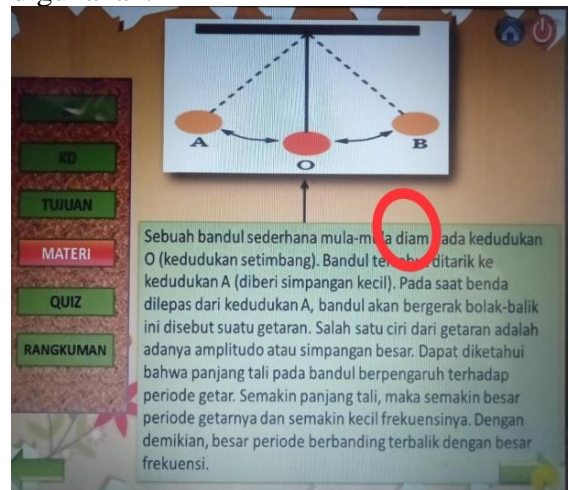 A
O
B
KD
TUJUAN
MATERI
QUIZ
RANGKUMAN
Sebuah bandul sederhana mula-mula diam pada kedudukan
O (kedudukan setimbang). Bandul ditarik ke
kedudukan A (diberi simpangan kecil). Pada saat benda
dilepas dari kedudukan A, bandul akan bergerak bolak-balik
ini disebut suatu getaran. Salah satu ciri dari getaran adalah
adanya amplitudo atau simpangan besar. Dapat diketahui
bahwa panjang tali pada bandul berpengaruh terhadap
periode getar. Semakin panjang tali, maka semakin besar
periode getarnya dan semakin kecil frekuensinya. Dengan
demikian, besar periode berbanding terbalik dengan besar
frekuensi.